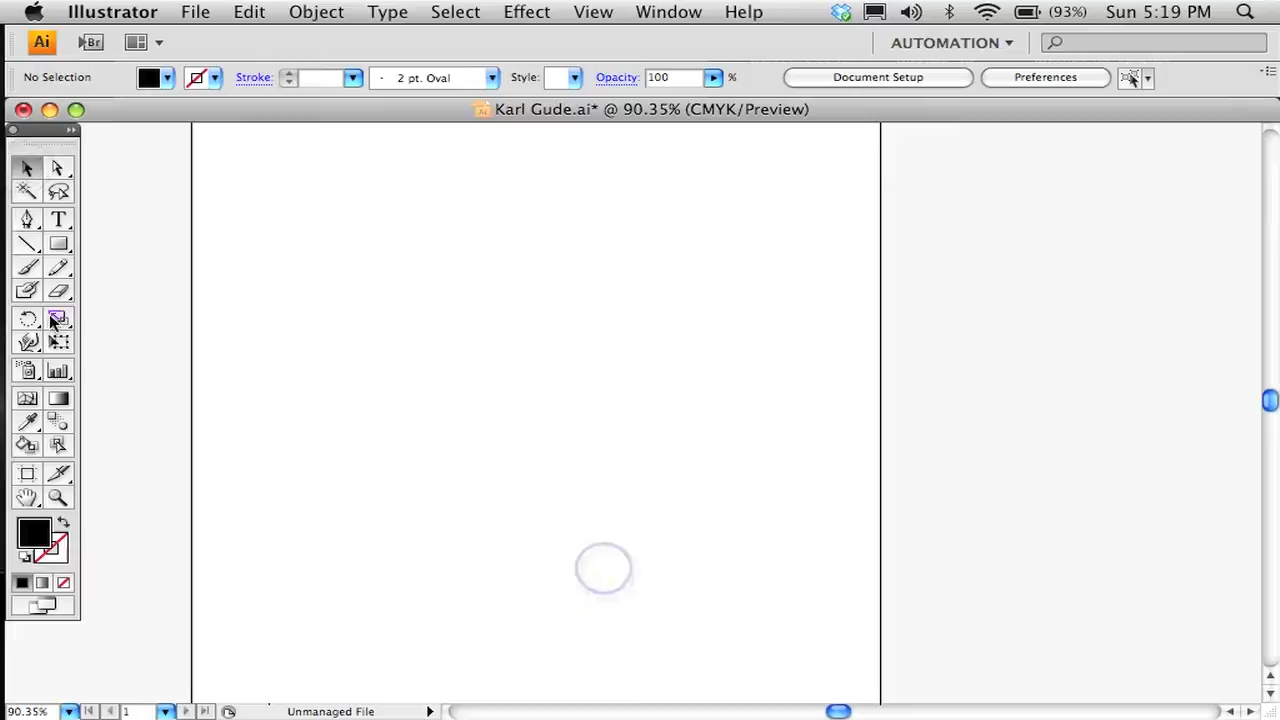 Illustrator File Edit Object Type Select Effect View Window Help (93%) Sun 5:19 PM
Ai Br AUTOMATION
No Selection Stroke: 2 pt. Oval Style: Opacity: 100 % Document Setup Preferences
Karl Gude.ai* @ 90.35% (CMYK/Preview)
T
90.35% 1 Unmanaged File